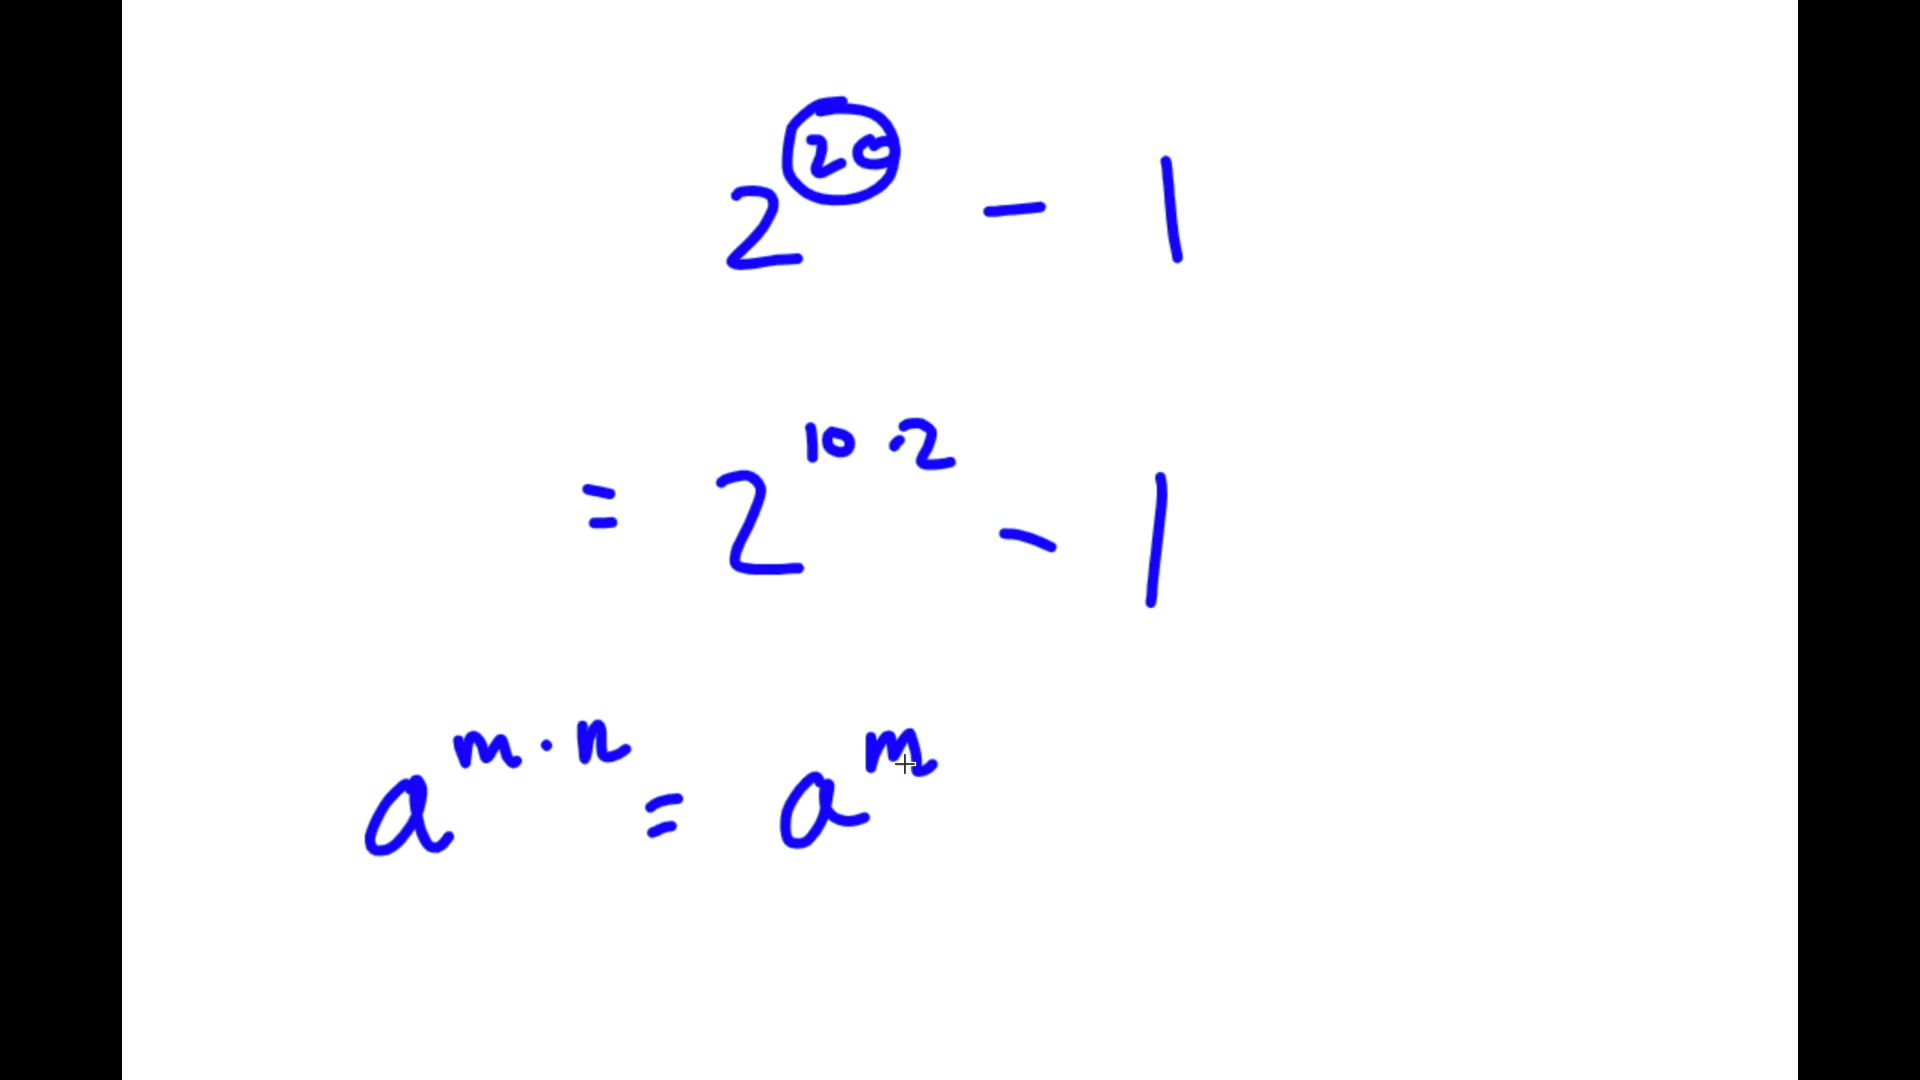 2^20 - 1
= 2^10·2 - 1
a^m·n = a^m